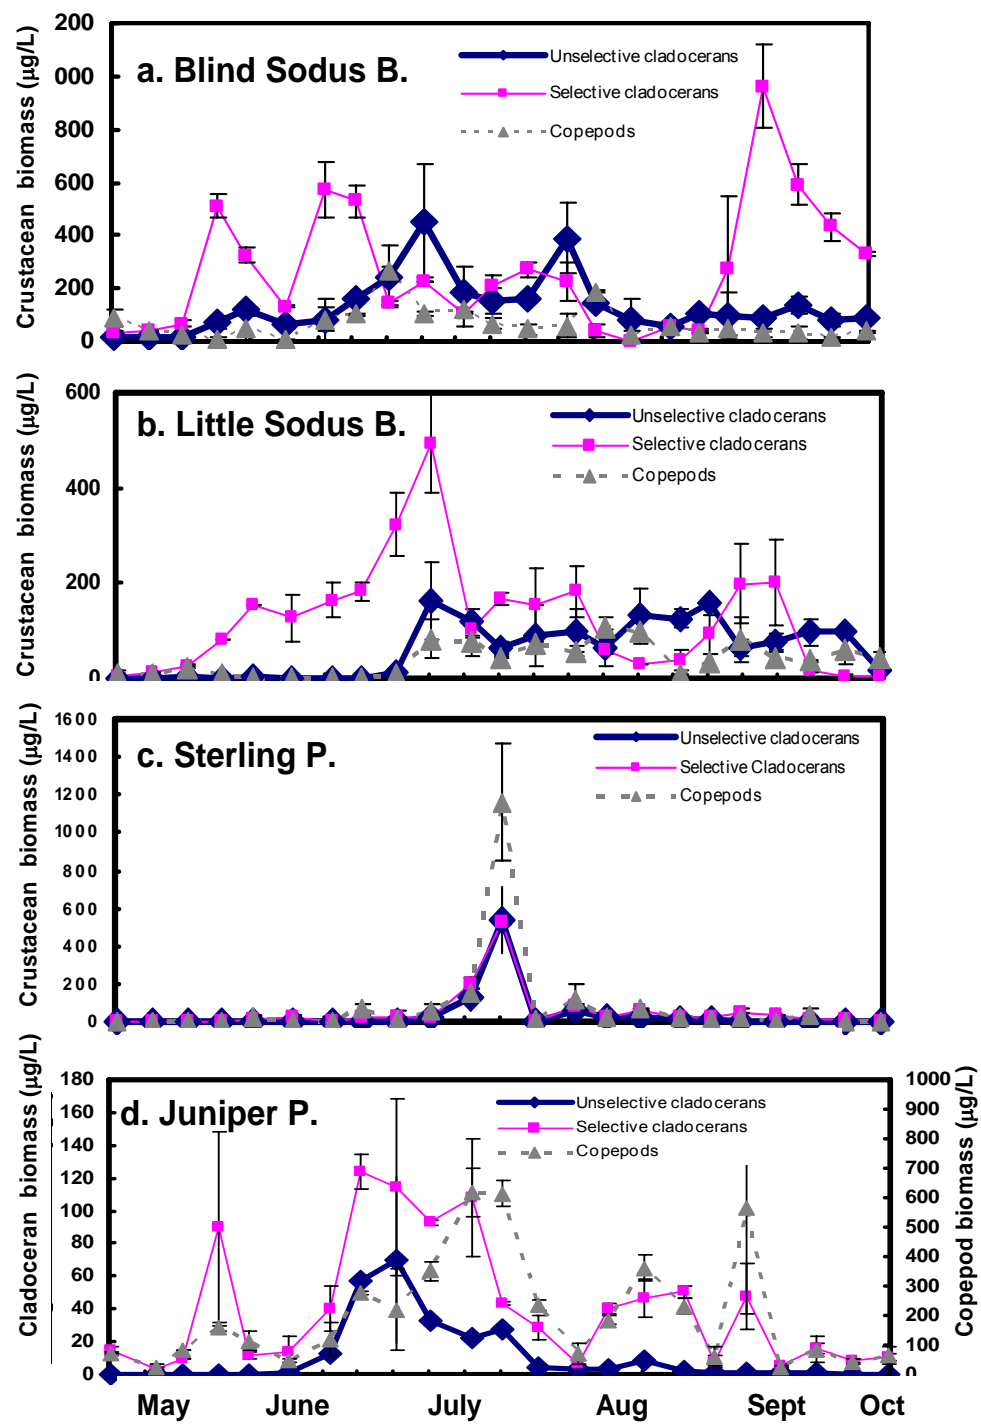 Crustacean biomass (µg/L)
200
000
800
600
400
200
0
a. Blind Sodus B.
Unselective cladocerans
Selective cladocerans
Copepods
Crustacean biomass (µg/L)
600
400
200
0
b. Little Sodus B.
Unselective cladocerans
Selective cladocerans
Copepods
Crustacean biomass (µg/L)
1600
1400
1200
1000
800
600
400
200
0
c. Sterling P.
Unselective cladocerans
Selective Cladocerans
Copepods
Cladoceran biomass (µg/L)
180
160
140
120
100
80
60
40
20
0
d. Juniper P.
Unselective cladocerans
Selective cladocerans
Copepods
1000
900
800
700
600
500
400
300
200
100
0
Copepod biomass (µg/L)
May June July Aug Sept Oct